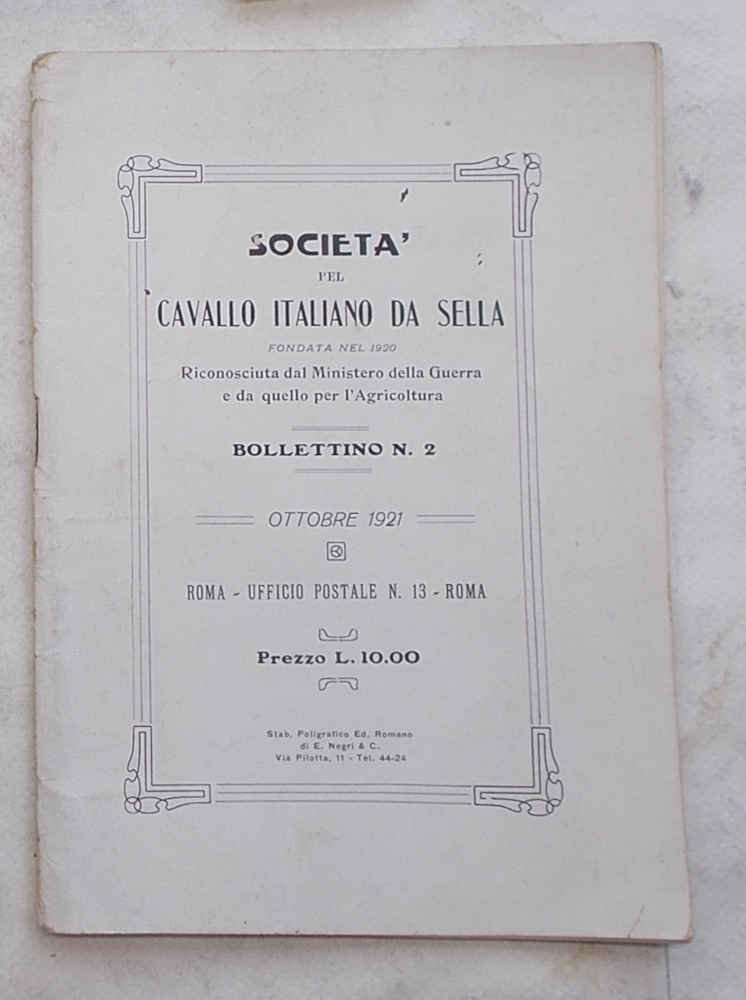 SOCIETA'
PEL
CAVALLO ITALIANO DA SELLA
FONDATA NEL 1920
Riconosciuta dal Ministero della Guerra
e da quello per l'Agricoltura
BOLLETTINO N. 2
OTTOBRE 1921
ROMA - UFFICIO POSTALE N. 13 - ROMA
Prezzo L. 10.00
Stab. Poligrafico Ed. Romano
di E. Negri & C.
Via Pilotta, 11 - Tel. 44-24